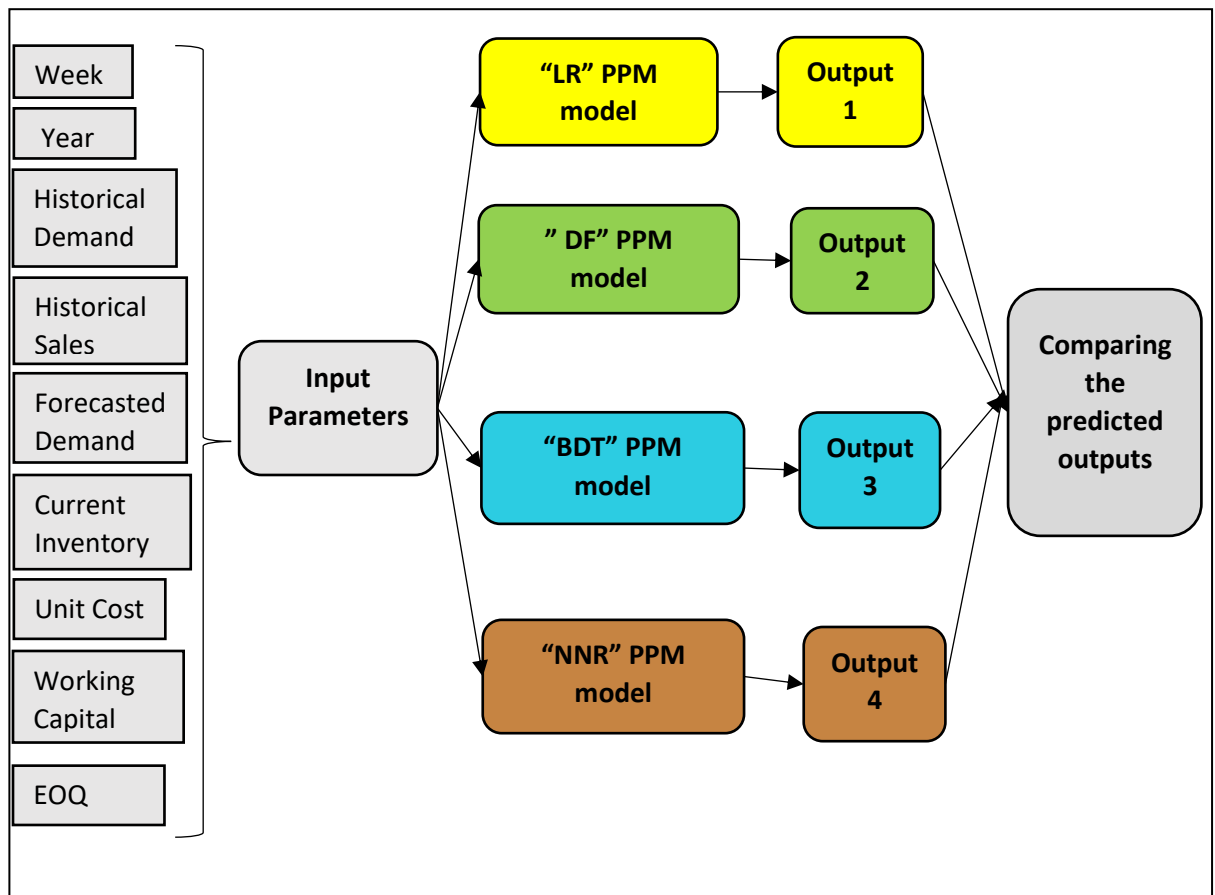 Week
Year
Historical
Demand
Historical
Sales
Forecasted
Demand
Current
Inventory
Unit Cost
Working
Capital
EOQ
Input
Parameters
“LR” PPM
model
Output
1
” DF” PPM
model
Output
2
“BDT” PPM
model
Output
3
“NNR” PPM
model
Output
4
Comparing
the
predicted
outputs